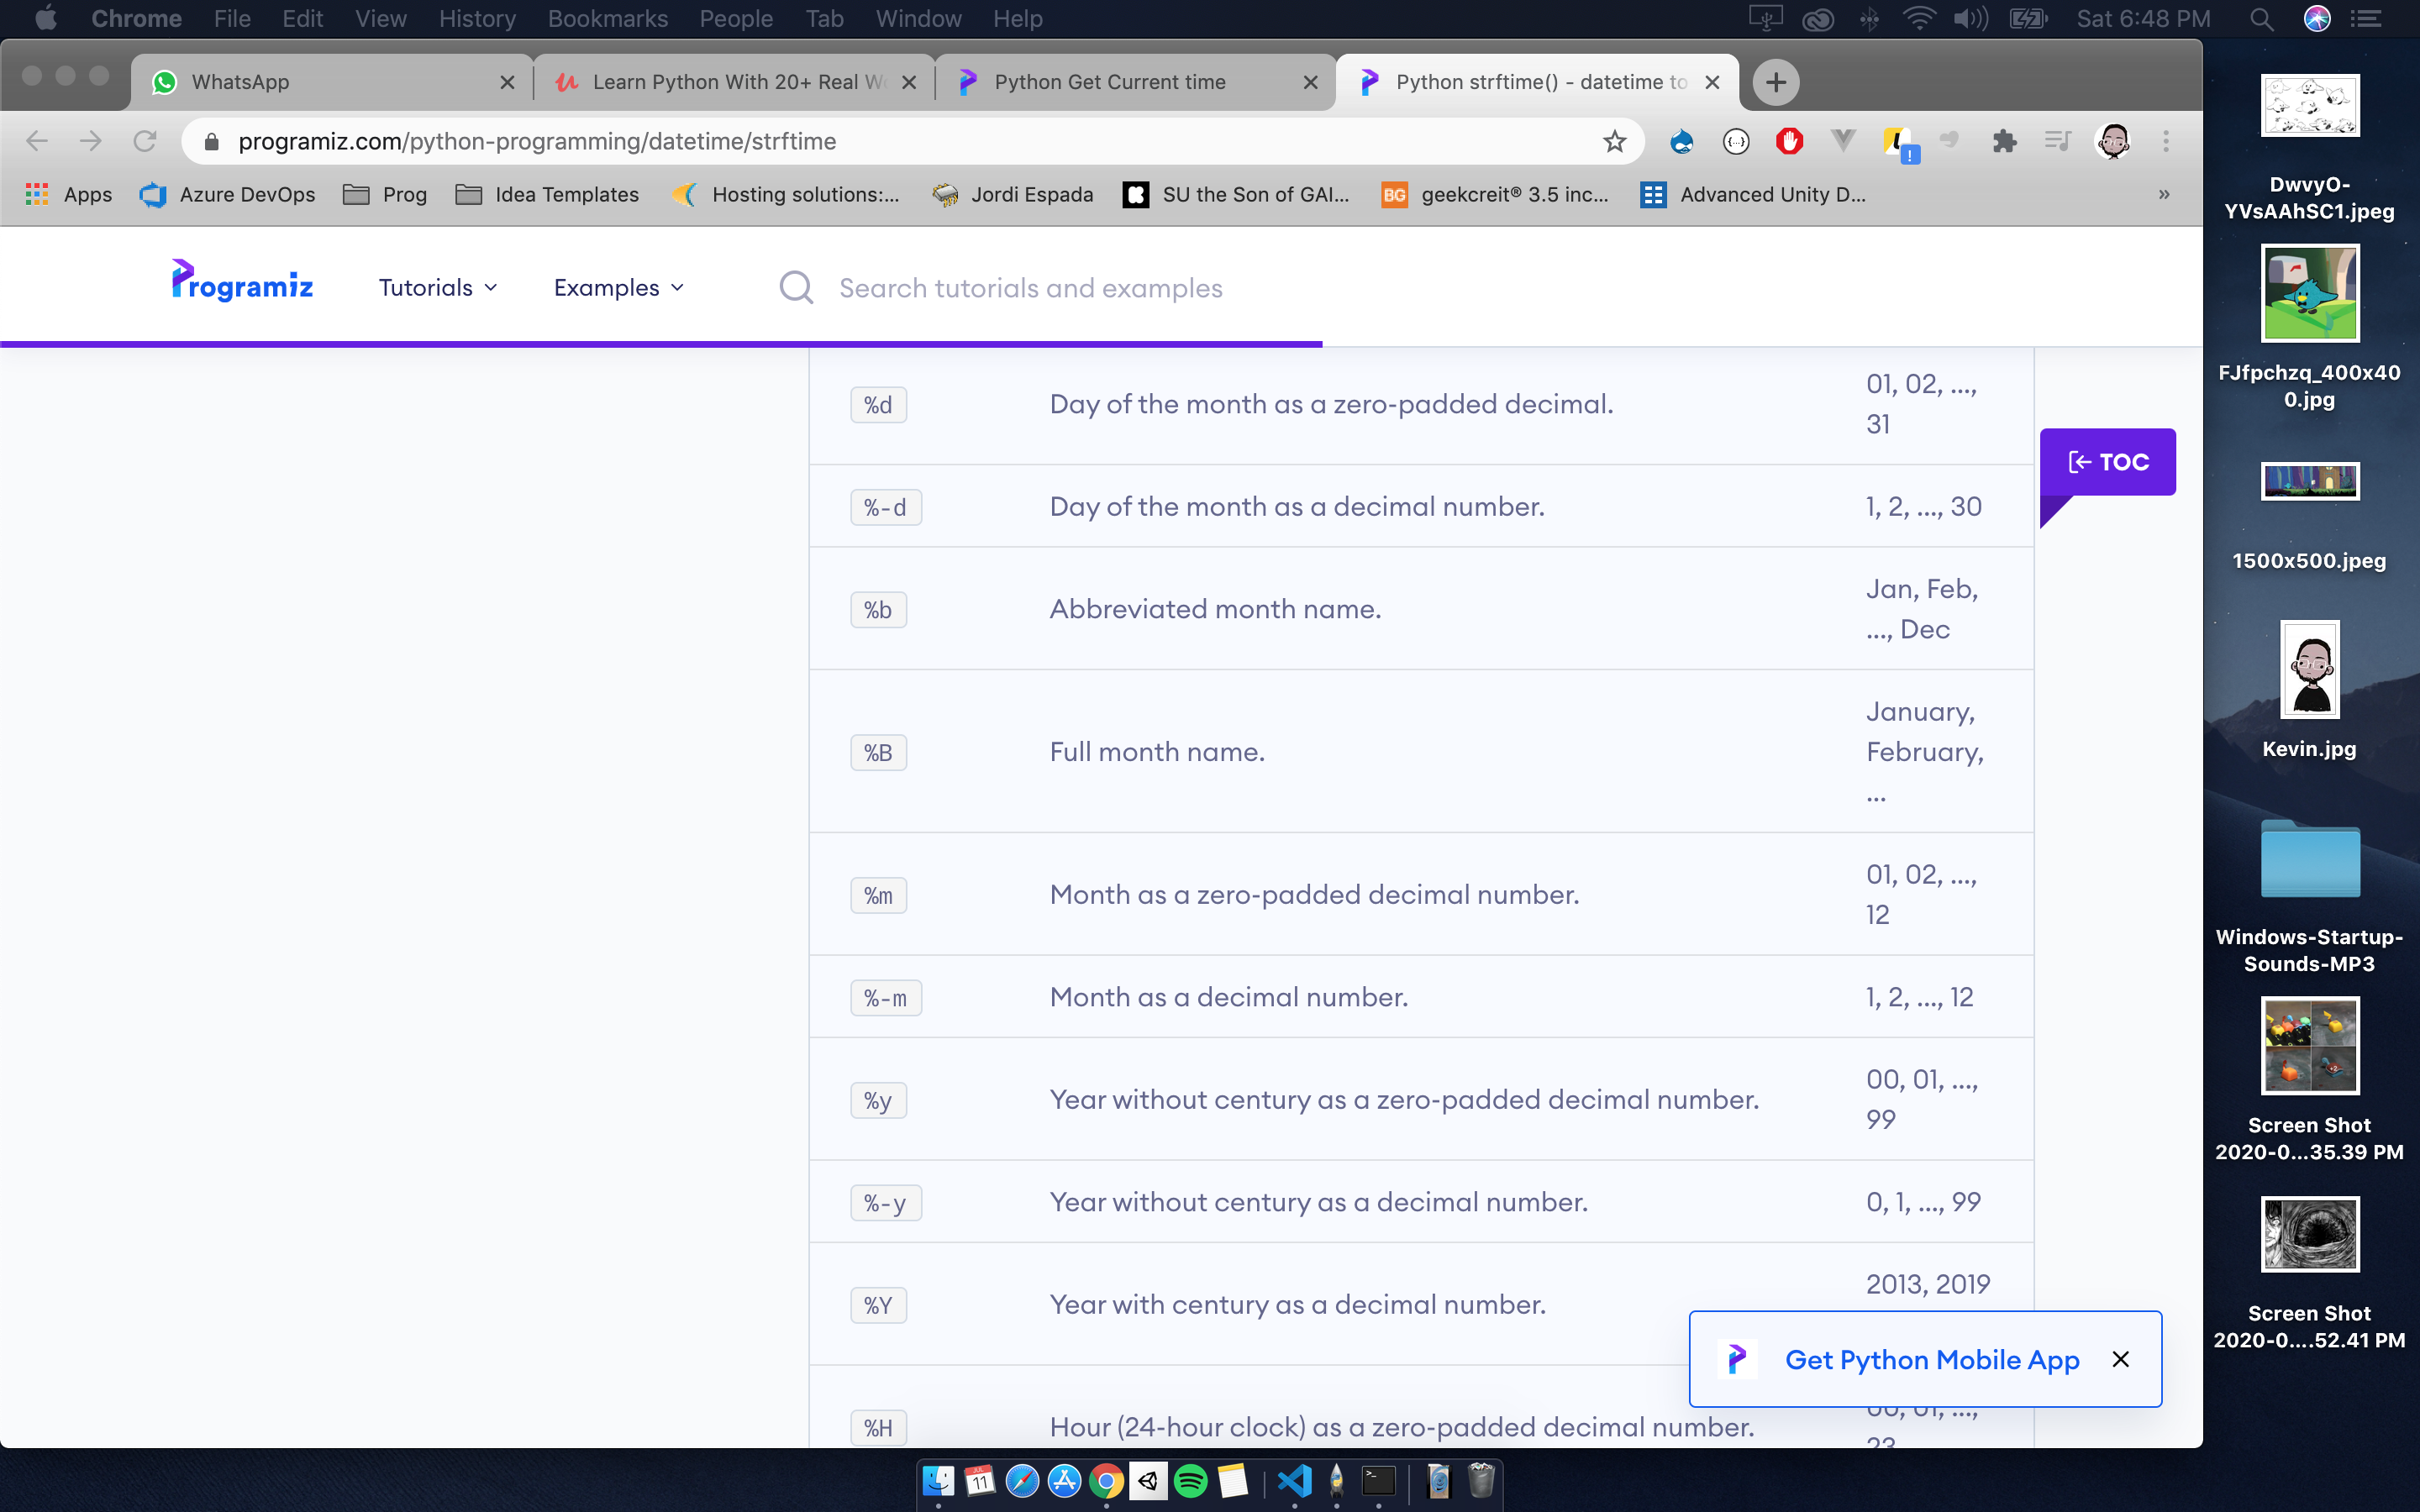 Chrome File Edit View History Bookmarks People Tab Window Help Sat 6:48 PM
WhatsApp
Learn Python With 20+ Real W
Python Get Current time
Python strftime() - datetime to
programiz.com/python-programming/datetime/strftime
Apps Azure DevOps Prog Idea Templates Hosting solutions:... Jordi Espada SU the Son of GAI... geekcreit® 3.5 inc... Advanced Unity D... »
Programiz Tutorials Examples Search tutorials and examples
%d Day of the month as a zero-padded decimal. 01, 02, ...,
31
TOC
%-d Day of the month as a decimal number. 1, 2, ..., 30
%b Abbreviated month name. Jan, Feb,
..., Dec
%B Full month name. January,
February,
...
%m Month as a zero-padded decimal number. 01, 02, ...,
12
%-m Month as a decimal number. 1, 2, ..., 12
%y Year without century as a zero-padded decimal number. 00, 01, ...,
99
%-y Year without century as a decimal number. 0, 1, ..., 99
%Y Year with century as a decimal number. 2013, 2019
Get Python Mobile App
%H Hour (24-hour clock) as a zero-padded decimal number. 00, 01, ...,
23
DwvyO-
YVsAAhSC1.jpeg
FJfpchzq_400x40
0.jpg
1500x500.jpeg
Kevin.jpg
Windows-Startup-
Sounds-MP3
Screen Shot
2020-0...35.39 PM
Screen Shot
2020-0....52.41 PM
JUL
11